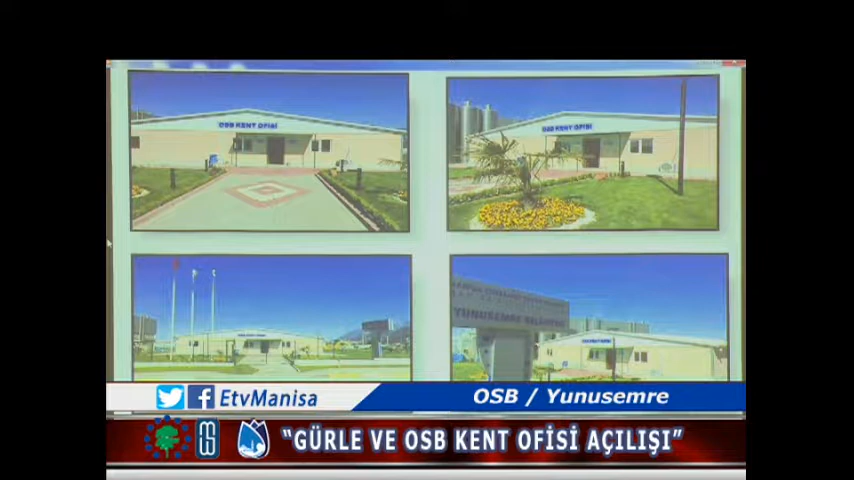 OSB KENT OFİSİ
OSB KENT OFİSİ
YUNUSEMRE BELEDİYESİ
EtvManisa
OSB / Yunusemre
"GÜRLE VE OSB KENT OFİSİ AÇILIŞI"